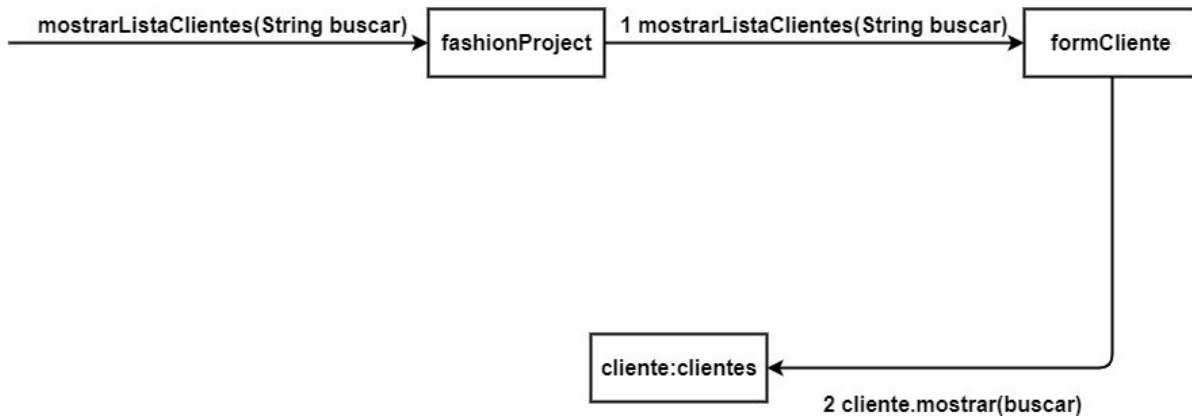 mostrarListaClientes(String buscar)
fashionProject
1 mostrarListaClientes(String buscar)
formCliente
cliente:clientes
2 cliente.mostrar(buscar)